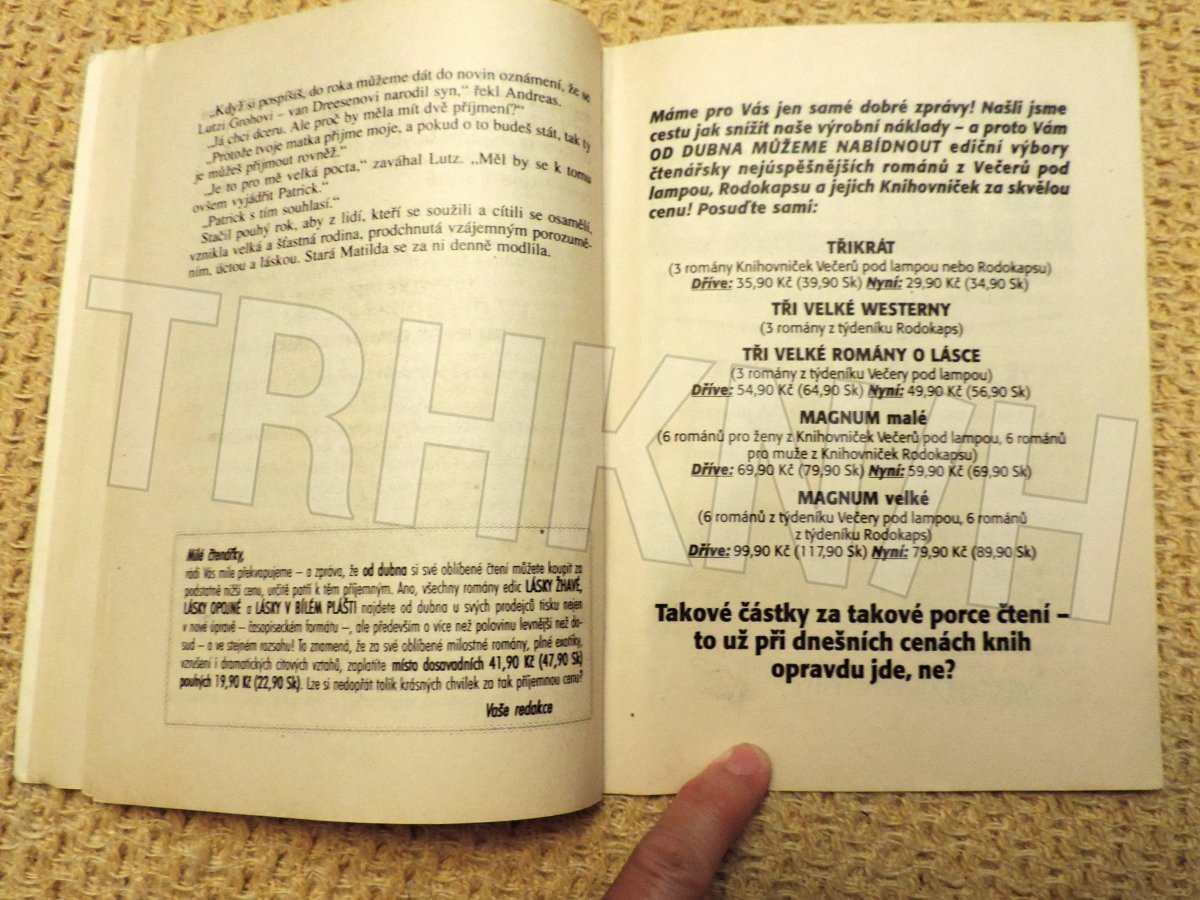 „Když si pospíšíš, do roka můžeme dát do novin oznámení, že se
Lutzi Grohovi – van Dreesenovi narodil syn,“ řekl Andreas.
„Já chci dceru. Ale proč by měla mít dvě příjmení?“
„Protože tvoje matka přijme moje, a pokud o to budeš stát, tak ty
je můžeš přijmout rovněž.“
„Je to pro mě velká pocta,“ zaváhal Lutz. „Měl by se k tomu
ovšem vyjádřit Patrick.“
„Patrick s tím souhlasí.“
Stačil pouhý rok, aby z lidí, kteří se soužili a cítili se osamělí,
vznikla velká a šťastná rodina, prodchnutá vzájemným porozumě-
ním, úctou a láskou. Stará Matilda se za ni denně modlila.
Milé čtenářky,
rádi Vás mile překvapujeme – a zpráva, že od dubna si své oblíbené čtení můžete koupit za
podstatně nižší cenu, určitě patří k těm příjemným. Ano, všechny romány edic LÁSKY ŽHAVÉ,
LÁSKY OPOJNÉ a LÁSKY V BÍLÉM PLÁŠTI najdete od dubna u svých prodejců tisku nejen
v nové úpravě – časopiseckém formátu –, ale především o více než polovinu levnější než do-
sud – a ve stejném rozsahu! To znamená, že za své oblíbené milostné romány, plné exotiky,
vzrušení i dramatických citových vztahů, zaplatíte místo dosavadních 41,90 Kč (47,90 Sk)
pouhých 19,90 Kč (22,90 Sk). Lze si nedopřát tolik krásných chvilek za tak příjemnou cenu?
Vaše redakce
Máme pro Vás jen samé dobré zprávy! Našli jsme
cestu jak snížit naše výrobní náklady – a proto Vám
OD DUBNA MŮŽEME NABÍDNOUT ediční výbory
čtenářsky nejúspěšnějších románů z Večerů pod
lampou, Rodokapsu a jejich Knihovniček za skvělou
cenu! Posuďte sami:
TŘIKRÁT
(3 romány Knihovniček Večerů pod lampou nebo Rodokapsu)
Dříve: 35,90 Kč (39,90 Sk) Nyní: 29,90 Kč (34,90 Sk)
TŘI VELKÉ WESTERNY
(3 romány z týdeníku Rodokaps)
TŘI VELKÉ ROMÁNY O LÁSCE
(3 romány z týdeníku Večery pod lampou)
Dříve: 54,90 Kč (64,90 Sk) Nyní: 49,90 Kč (56,90 Sk)
MAGNUM malé
(6 románů pro ženy z Knihovniček Večerů pod lampou, 6 románů
pro muže z Knihovniček Rodokapsu)
Dříve: 69,90 Kč (79,90 Sk) Nyní: 59,90 Kč (69,90 Sk)
MAGNUM velké
(6 románů z týdeníku Večery pod lampou, 6 románů
z týdeníku Rodokaps)
Dříve: 99,90 Kč (117,90 Sk) Nyní: 79,90 Kč (89,90 Sk)
Takové částky za takové porce čtení –
to už při dnešních cenách knih
opravdu jde, ne?